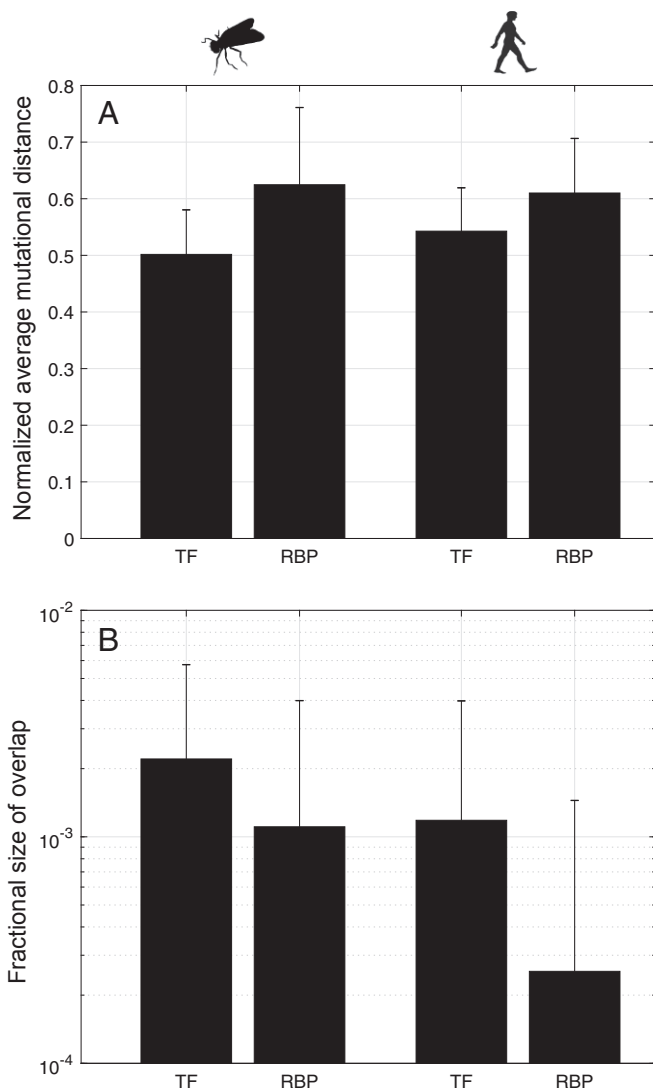 A
Normalized average mutational distance
0.8
0.7
0.6
0.5
0.4
0.3
0.2
0.1
0
TF RBP TF RBP
B
Fractional size of overlap
10-2
10-3
10-4
TF RBP TF RBP